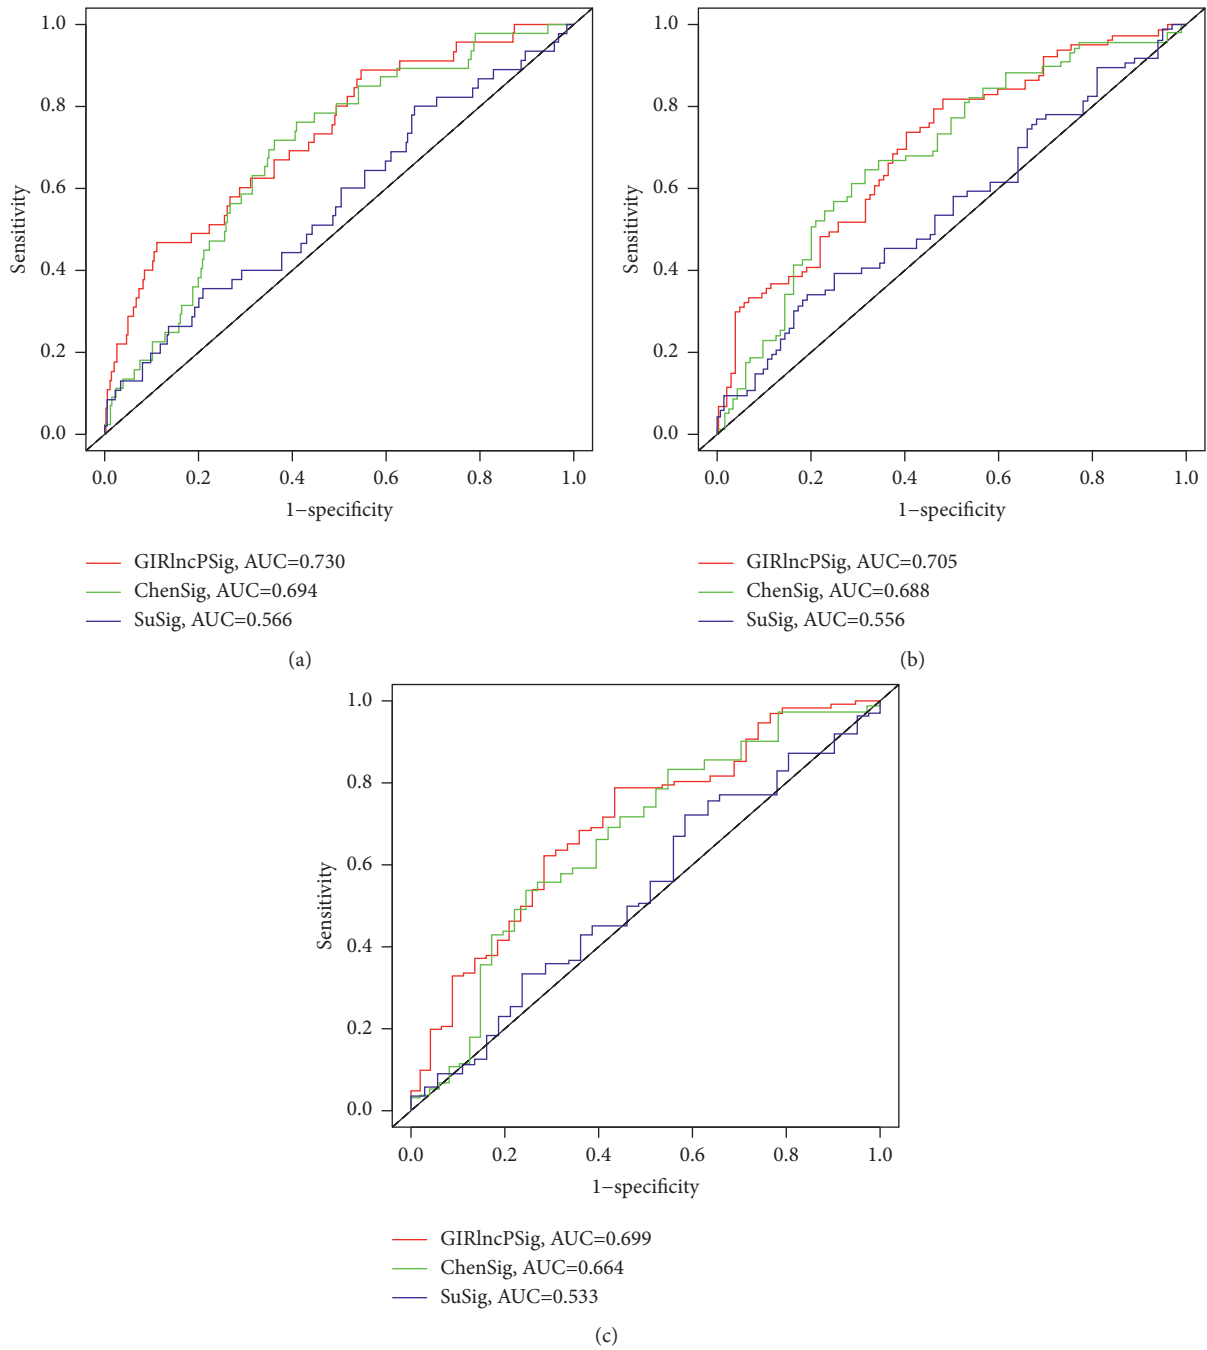 1.0
0.8
0.6
0.4
0.2
0.0
Sensitivity
0.0 0.2 0.4 0.6 0.8 1.0
1−specificity
GIRlncPSig, AUC=0.730
ChenSig, AUC=0.694
SuSig, AUC=0.566
(a)
1.0
0.8
0.6
0.4
0.2
0.0
Sensitivity
0.0 0.2 0.4 0.6 0.8 1.0
1−specificity
GIRlncPSig, AUC=0.705
ChenSig, AUC=0.688
SuSig, AUC=0.556
(b)
1.0
0.8
0.6
0.4
0.2
0.0
Sensitivity
0.0 0.2 0.4 0.6 0.8 1.0
1−specificity
GIRlncPSig, AUC=0.699
ChenSig, AUC=0.664
SuSig, AUC=0.533
(c)